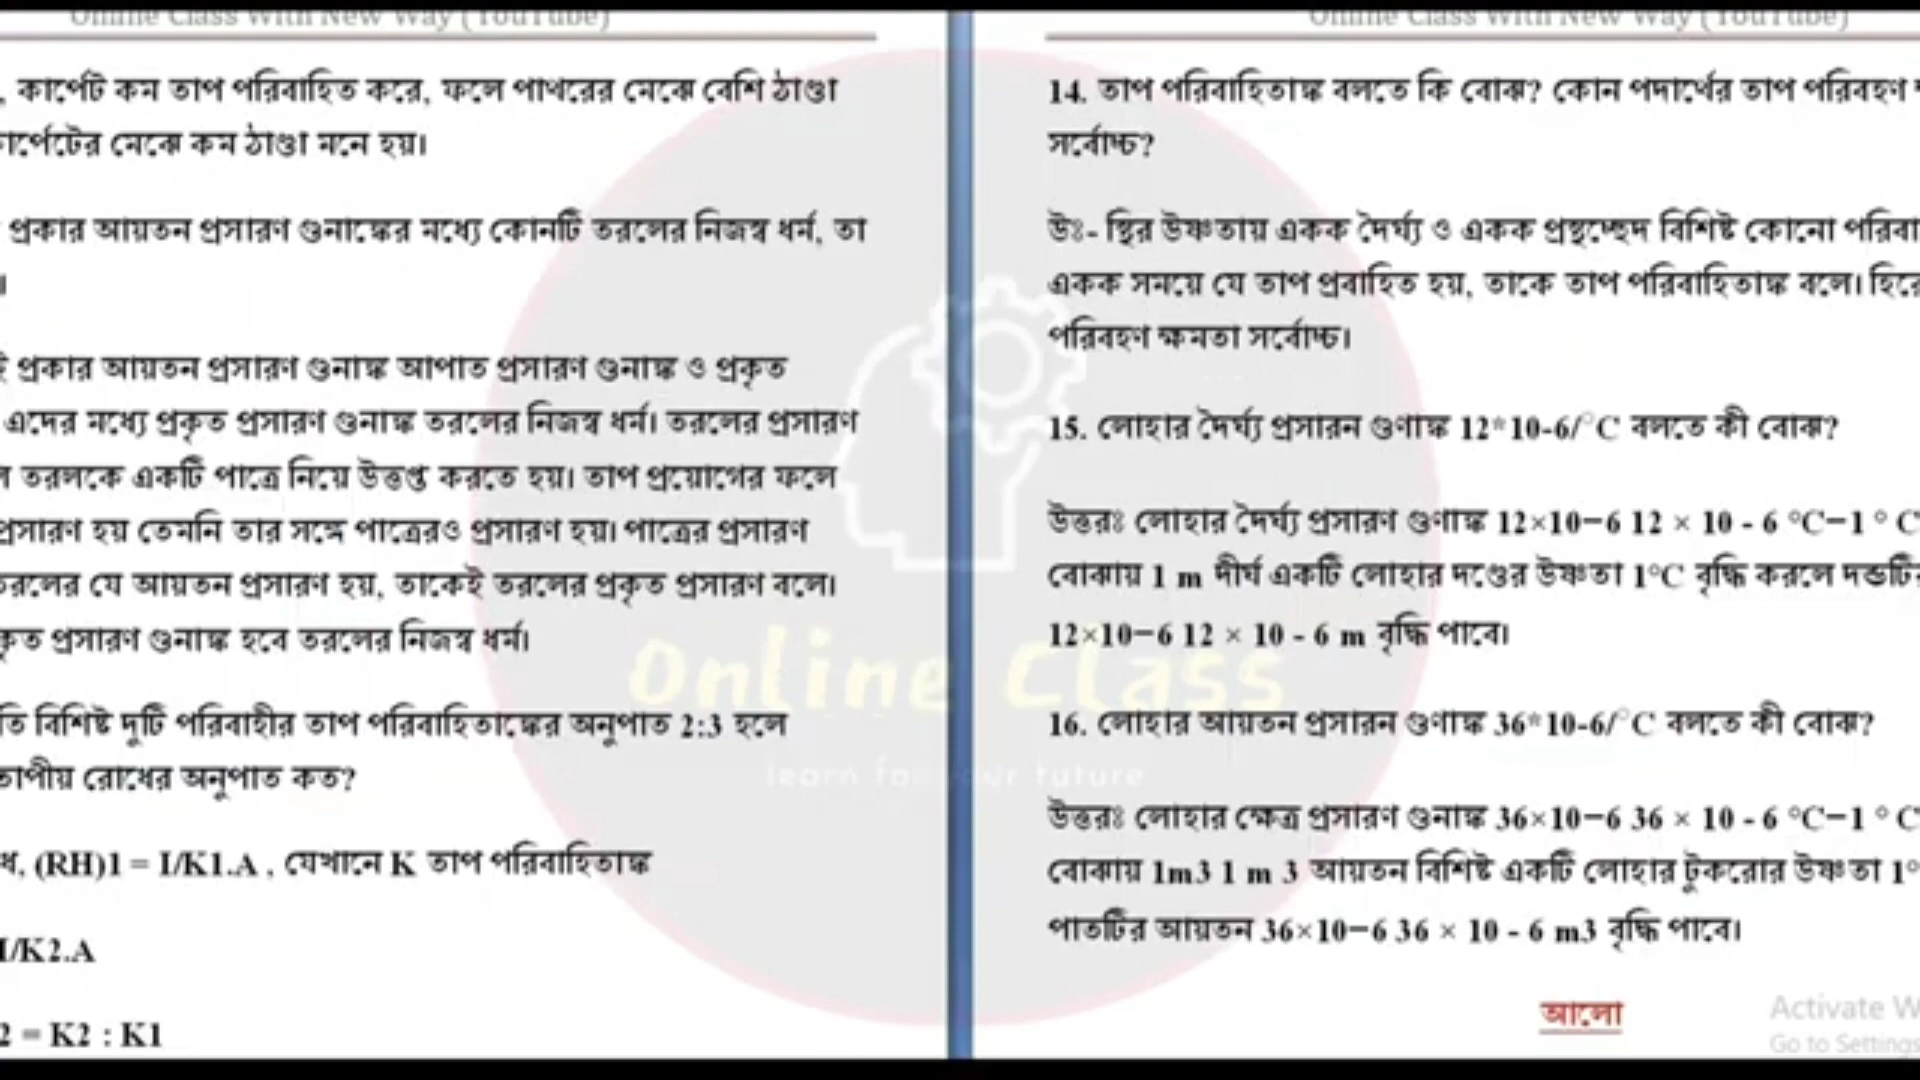 Online Class With New Way (YouTube)
, কার্পেট কম তাপ পরিবাহিত করে, ফলে পাথরের মেঝে বেশি ঠাণ্ডা
কার্পেটের মেঝে কম ঠাণ্ডা মনে হয়।
প্রকার আয়তন প্রসারণ গুনাঙ্কের মধ্যে কোনটি তরলের নিজস্ব ধর্ম, তা
।
ই প্রকার আয়তন প্রসারণ গুনাঙ্ক আপাত প্রসারণ গুনাঙ্ক ও প্রকৃত
এদের মধ্যে প্রকৃত প্রসারণ গুনাঙ্ক তরলের নিজস্ব ধর্ম। তরলের প্রসারণ
তরলকে একটি পাত্রে নিয়ে উত্তপ্ত করতে হয়। তাপ প্রয়োগের ফলে
প্রসারণ হয় তেমনি তার সঙ্গে পাত্রেরও প্রসারণ হয়। পাত্রের প্রসারণ
তরলের যে আয়তন প্রসারণ হয়, তাকেই তরলের প্রকৃত প্রসারণ বলে।
কৃত প্রসারণ গুনাঙ্ক হবে তরলের নিজস্ব ধর্ম।
তি বিশিষ্ট দুটি পরিবাহীর তাপ পরিবাহিতাঙ্কের অনুপাত 2:3 হলে
তাপীয় রোধের অনুপাত কত?
ধ, (RH)1 = I/K1.A , যেখানে K তাপ পরিবাহিতাঙ্ক
I/K2.A
2 = K2 : K1
Online Class With New Way (YouTube)
14. তাপ পরিবাহিতাঙ্ক বলতে কি বোঝ? কোন পদার্থের তাপ পরিবহণ
সর্বোচ্চ?
উঃ- স্থির উষ্ণতায় একক দৈর্ঘ্য ও একক প্রস্থচ্ছেদ বিশিষ্ট কোনো পরিবা
একক সময়ে যে তাপ প্রবাহিত হয়, তাকে তাপ পরিবাহিতাঙ্ক বলে। হিরে
পরিবহণ ক্ষমতা সর্বোচ্চ।
15. লোহার দৈর্ঘ্য প্রসারন গুণাঙ্ক 12*10-6/°C বলতে কী বোঝ?
উত্তরঃ লোহার দৈর্ঘ্য প্রসারণ গুণাঙ্ক 12×10−6 12 × 10 - 6 °C−1 ° C
বোঝায় 1 m দীর্ঘ একটি লোহার দণ্ডের উষ্ণতা 1°C বৃদ্ধি করলে দন্ডটির
12×10−6 12 × 10 - 6 m বৃদ্ধি পাবে।
16. লোহার আয়তন প্রসারন গুণাঙ্ক 36*10-6/°C বলতে কী বোঝ?
উত্তরঃ লোহার ক্ষেত্র প্রসারণ গুনাঙ্ক 36×10−6 36 × 10 - 6 °C−1 ° C
বোঝায় 1m3 1 m 3 আয়তন বিশিষ্ট একটি লোহার টুকরোর উষ্ণতা 1°
পাতটির আয়তন 36×10−6 36 × 10 - 6 m3 বৃদ্ধি পাবে।
আলো
Online Class
learn for your future
Activate W
Go to Settings